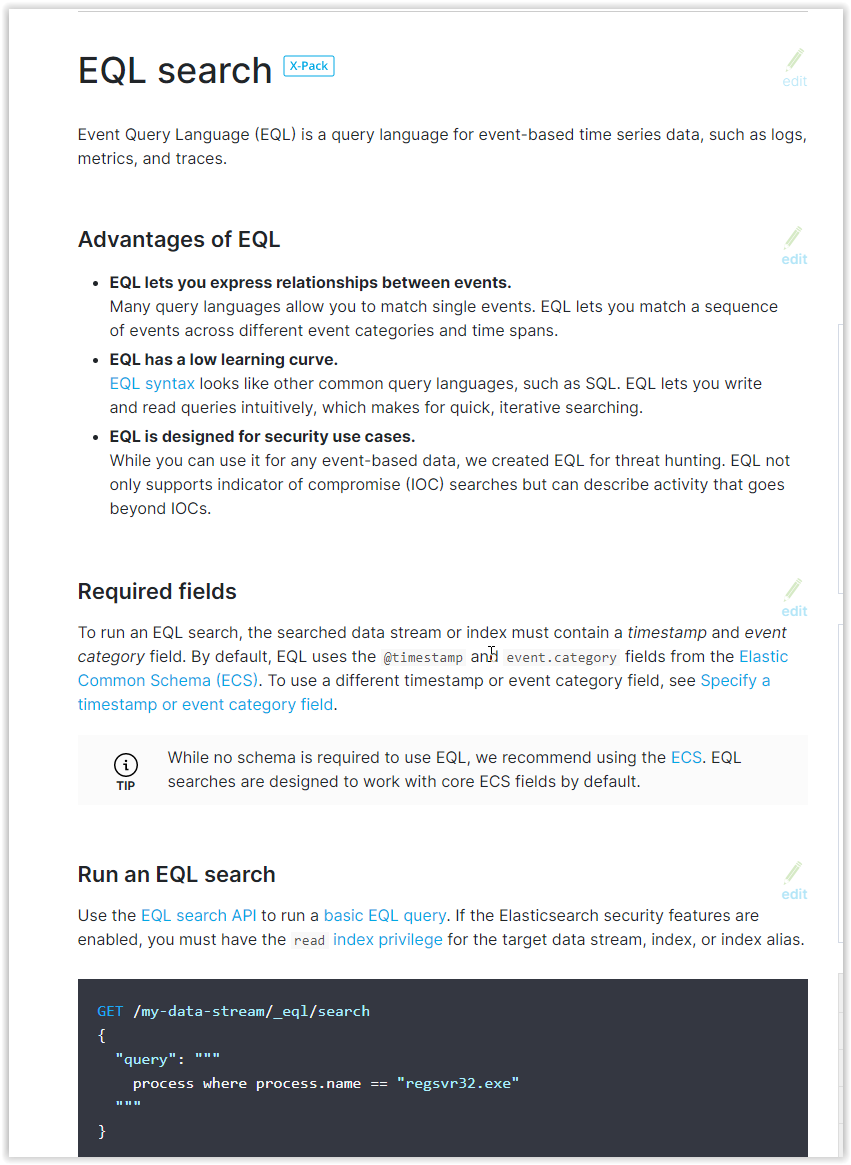 EQL search X-Pack
edit
Event Query Language (EQL) is a query language for event-based time series data, such as logs,
metrics, and traces.
Advantages of EQL
edit
• EQL lets you express relationships between events.
Many query languages allow you to match single events. EQL lets you match a sequence
of events across different event categories and time spans.
• EQL has a low learning curve.
EQL syntax looks like other common query languages, such as SQL. EQL lets you write
and read queries intuitively, which makes for quick, iterative searching.
• EQL is designed for security use cases.
While you can use it for any event-based data, we created EQL for threat hunting. EQL not
only supports indicator of compromise (IOC) searches but can describe activity that goes
beyond IOCs.
Required fields
edit
To run an EQL search, the searched data stream or index must contain a timestamp and event
category field. By default, EQL uses the @timestamp and event.category fields from the Elastic
Common Schema (ECS). To use a different timestamp or event category field, see Specify a
timestamp or event category field.
While no schema is required to use EQL, we recommend using the ECS. EQL
TIP
searches are designed to work with core ECS fields by default.
Run an EQL search
edit
Use the EQL search API to run a basic EQL query. If the Elasticsearch security features are
enabled, you must have the read index privilege for the target data stream, index, or index alias.
GET /my-data-stream/_eql/search
{
  "query": """
    process where process.name == "regsvr32.exe"
  """
}